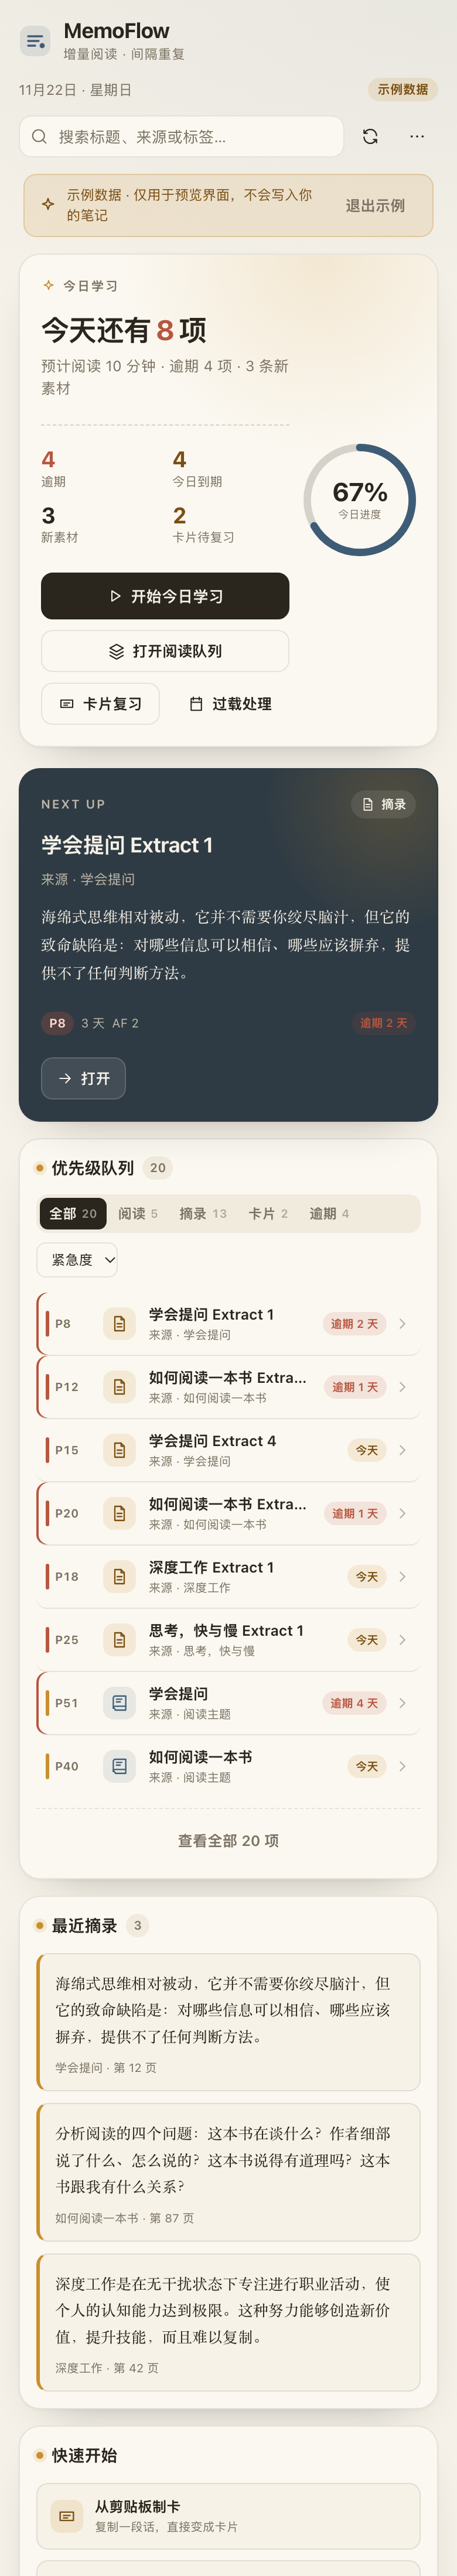 MemoFlow
增量阅读 · 间隔重复
11月22日 · 星期日
示例数据
搜索标题、来源或标签...
示例数据 · 仅用于预览界面，不会写入你
的笔记
退出示例
今日学习
今天还有 8 项
预计阅读 10 分钟 · 逾期 4 项 · 3 条新
素材
4
逾期
4
今日到期
3
新素材
2
卡片待复习
67%
今日进度
开始今日学习
打开阅读队列
卡片复习
过载处理
NEXT UP
摘录
学会提问 Extract 1
来源 · 学会提问
海绵式思维相对被动，它并不需要你绞尽脑汁，但它的
致命缺陷是：对哪些信息可以相信、哪些应该摒弃，提
供不了任何判断方法。
P8 3 天 AF 2
逾期 2 天
打开
优先级队列 20
全部 20 阅读 5 摘录 13 卡片 2 逾期 4
紧急度
P8
学会提问 Extract 1
来源 · 学会提问
逾期 2 天
P12
如何阅读一本书 Extra...
来源 · 如何阅读一本书
逾期 1 天
P15
学会提问 Extract 4
来源 · 学会提问
今天
P20
如何阅读一本书 Extra...
来源 · 如何阅读一本书
逾期 1 天
P18
深度工作 Extract 1
来源 · 深度工作
今天
P25
思考，快与慢 Extract 1
来源 · 思考，快与慢
今天
P51
学会提问
来源 · 阅读主题
逾期 4 天
P40
如何阅读一本书
来源 · 阅读主题
今天
查看全部 20 项
最近摘录 3
海绵式思维相对被动，它并不需要你绞尽脑汁，但
它的致命缺陷是：对哪些信息可以相信、哪些应该
摒弃，提供不了任何判断方法。
学会提问 · 第 12 页
分析阅读的四个问题：这本书在谈什么？作者细部
说了什么、怎么说的？这本书说得有道理吗？这本
书跟我有什么关系？
如何阅读一本书 · 第 87 页
深度工作是在无干扰状态下专注进行职业活动，使
个人的认知能力达到极限。这种努力能够创造新价
值，提升技能，而且难以复制。
深度工作 · 第 42 页
快速开始
从剪贴板制卡
复制一段话，直接变成卡片